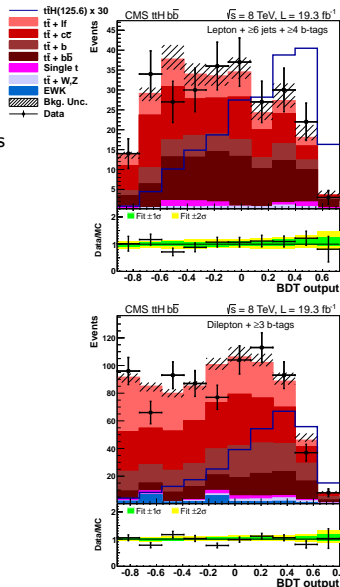 tt̄H(125.6) x 30
tt̄ + lf
tt̄ + cc̄
tt̄ + b
tt̄ + bb̄
Single t
tt̄ + W,Z
EWK
Bkg. Unc.
Data
s
CMS ttH bb̄ √s = 8 TeV, L = 19.3 fb⁻¹
Lepton + ≥6 jets + ≥4 b-tags
Events
45
40
35
30
25
20
15
10
5
Fit ±1σ Fit ±2σ
Data/MC
2
1
0
-0.8 -0.6 -0.4 -0.2 0 0.2 0.4 0.6
BDT output
CMS ttH bb̄ √s = 8 TeV, L = 19.3 fb⁻¹
Dilepton + ≥3 b-tags
Events
120
100
80
60
40
20
Fit ±1σ Fit ±2σ
Data/MC
2
1
0
-0.8 -0.6 -0.4 -0.2 0 0.2 0.4 0.6 0.
BDT output